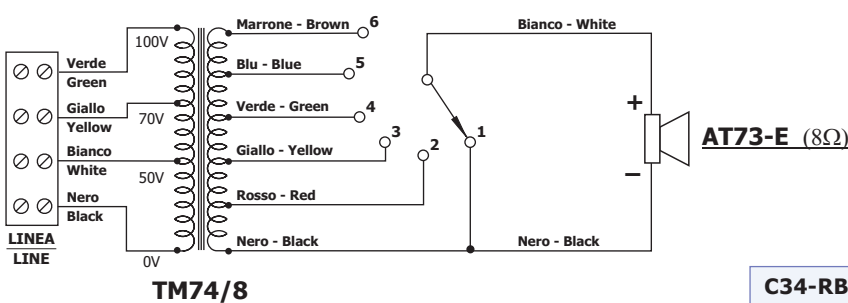 100V
Verde
Green
Giallo
Yellow
70V
Bianco
White
50V
Nero
Black
LINEA
LINE
0V
TM74/8
Marrone - Brown
6
Blu - Blue
5
Verde - Green
4
Giallo - Yellow
3
2
1
Rosso - Red
Nero - Black
Bianco - White
Nero - Black
+
−
AT73-E (8Ω)
C34-RB